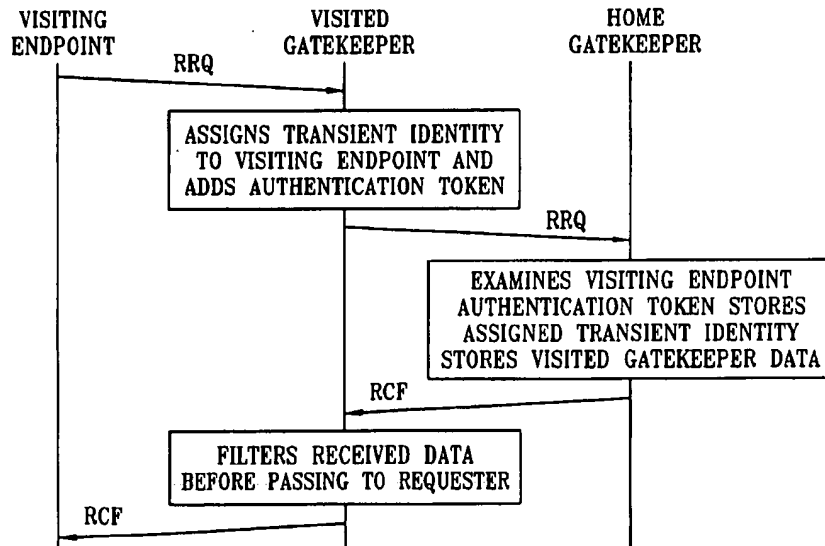 VISITING
ENDPOINT
VISITED
GATEKEEPER
HOME
GATEKEEPER
RRQ
ASSIGNS TRANSIENT IDENTITY
TO VISITING ENDPOINT AND
ADDS AUTHENTICATION TOKEN
RRQ
EXAMINES VISITING ENDPOINT
AUTHENTICATION TOKEN STORES
ASSIGNED TRANSIENT IDENTITY
STORES VISITED GATEKEEPER DATA
RCF
FILTERS RECEIVED DATA
BEFORE PASSING TO REQUESTER
RCF